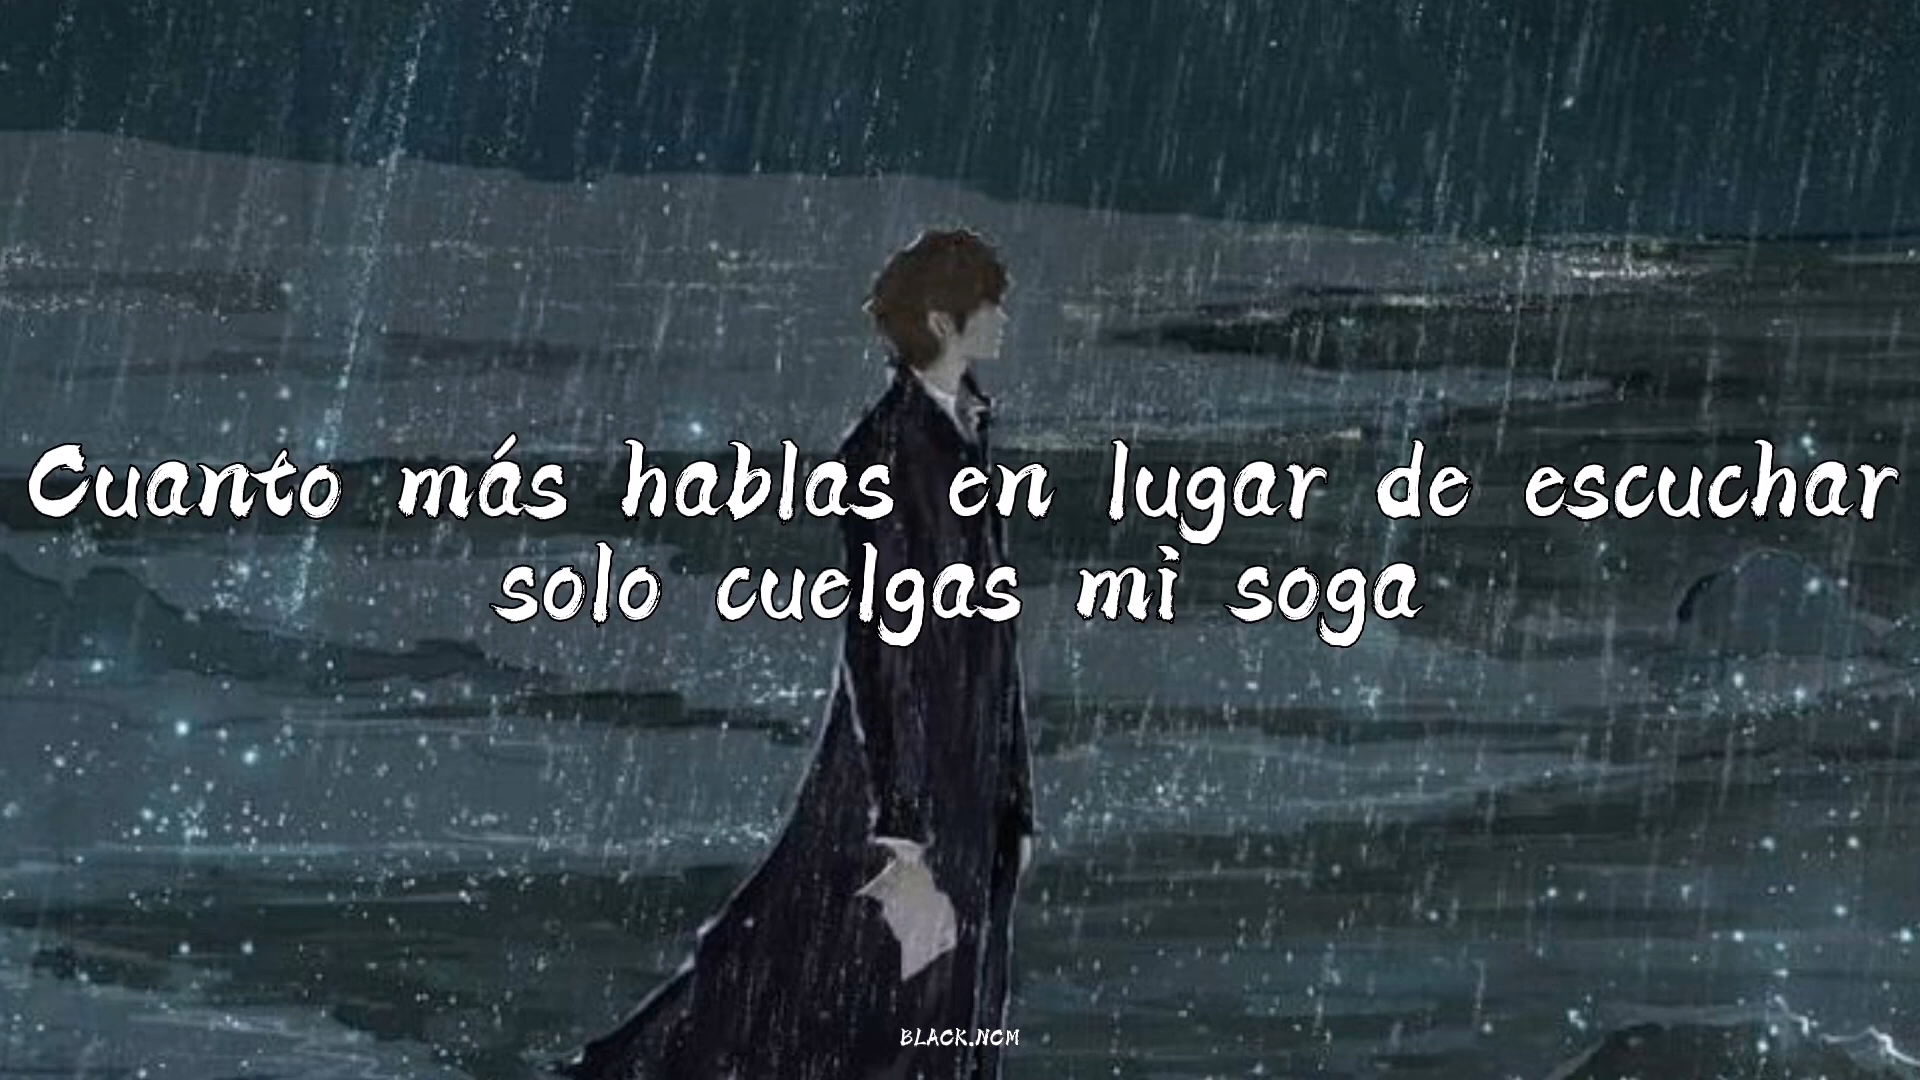 Cuanto más hablas en lugar de escuchar
solo cuelgas mi soga
BLACK.NCM